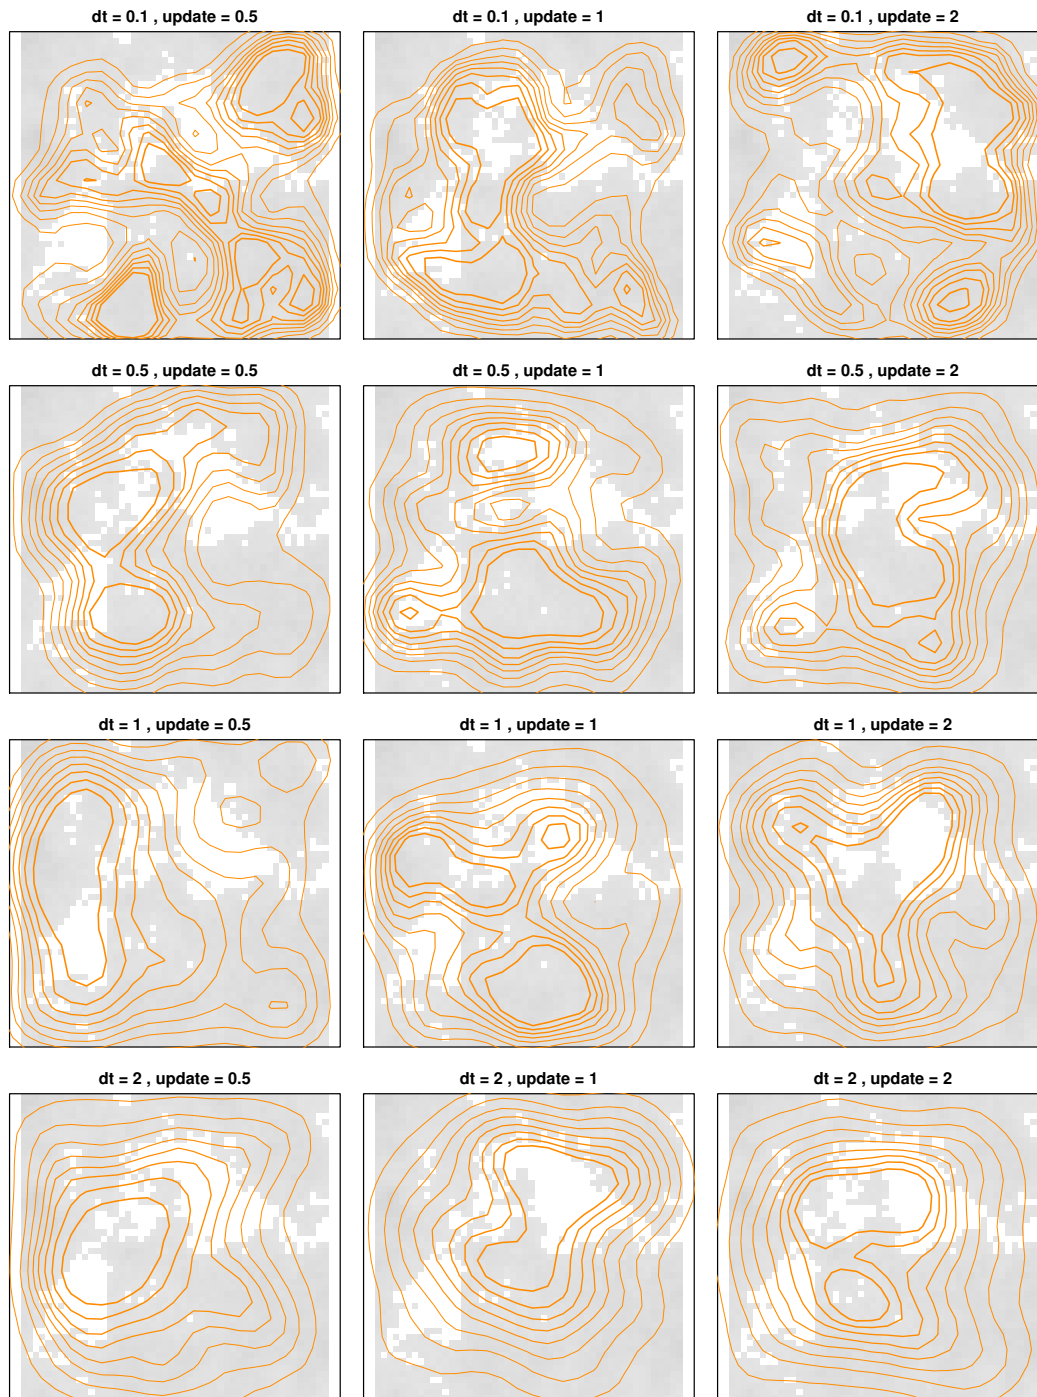 dt = 0.1 , update = 0.5
dt = 0.1 , update = 1
dt = 0.1 , update = 2
dt = 0.5 , update = 0.5
dt = 0.5 , update = 1
dt = 0.5 , update = 2
dt = 1 , update = 0.5
dt = 1 , update = 1
dt = 1 , update = 2
dt = 2 , update = 0.5
dt = 2 , update = 1
dt = 2 , update = 2